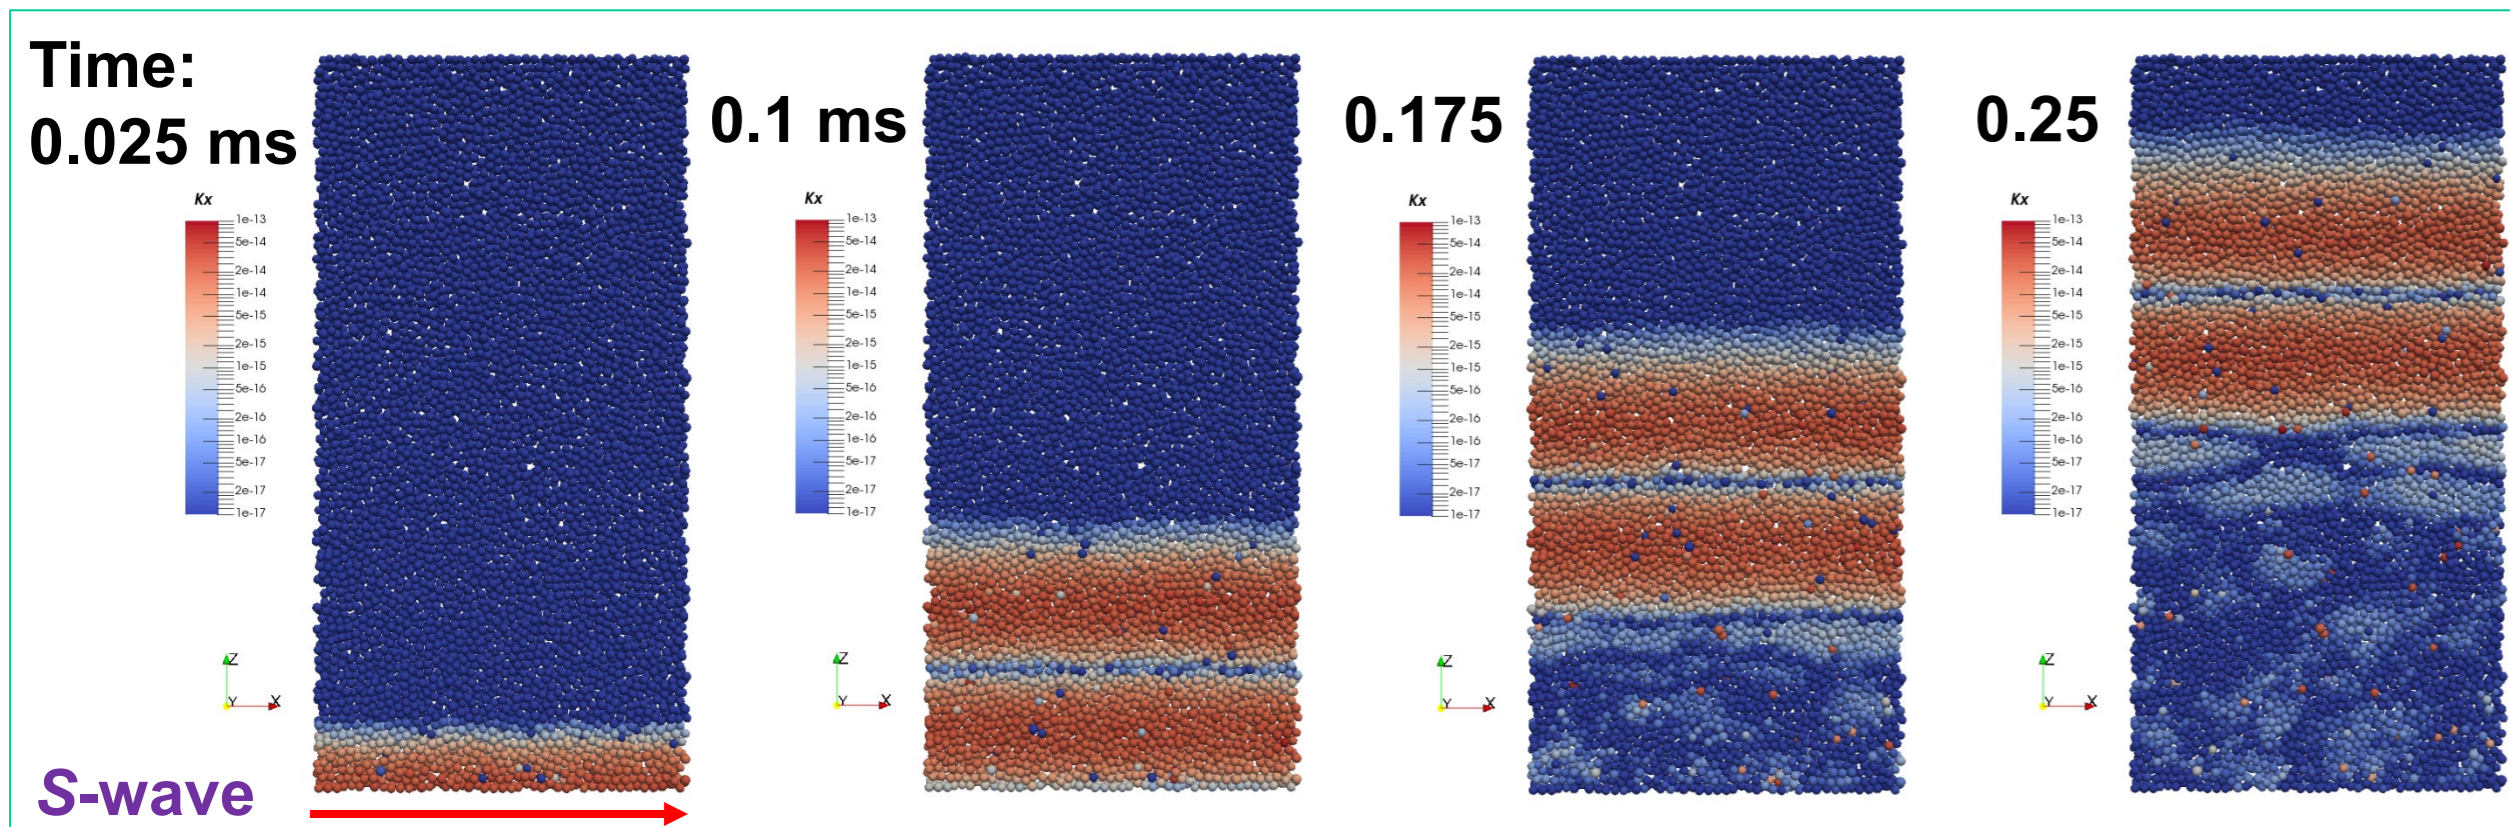 Time:
0.025 ms
0.1 ms
0.175
0.25
Kx
1e-13
5e-14
2e-14
1e-14
5e-15
2e-15
1e-15
5e-16
2e-16
1e-16
5e-17
2e-17
1e-17
Z
Y
X
Kx
1e-13
5e-14
2e-14
1e-14
5e-15
2e-15
1e-15
5e-16
2e-16
1e-16
5e-17
2e-17
1e-17
Z
Y
X
Kx
1e-13
5e-14
2e-14
1e-14
5e-15
2e-15
1e-15
5e-16
2e-16
1e-16
5e-17
2e-17
1e-17
Z
Y
X
Kx
1e-13
5e-14
2e-14
1e-14
5e-15
2e-15
1e-15
5e-16
2e-16
1e-16
5e-17
2e-17
1e-17
Z
Y
X
S-wave